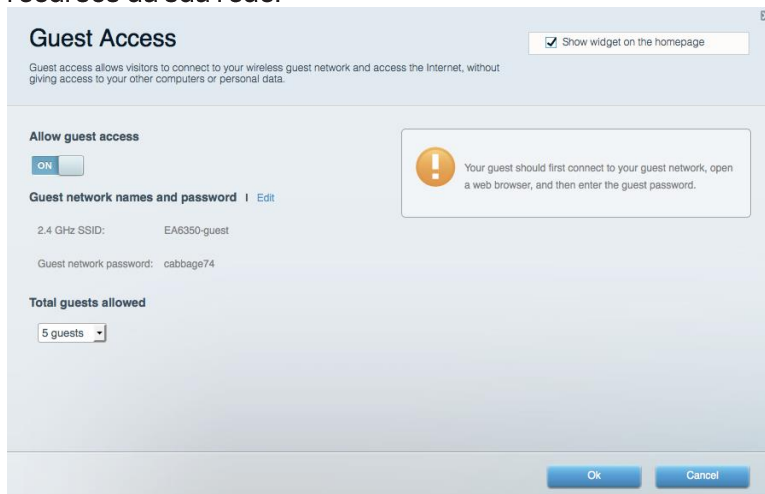 recursos da sua rede.
Guest Access
Show widget on the homepage
Guest access allows visitors to connect to your wireless guest network and access the Internet, without
giving access to your other computers or personal data.
Allow guest access
ON
Your guest should first connect to your guest network, open
a web browser, and then enter the guest password.
Guest network names and password | Edit
2.4 GHz SSID: EA6350-guest
Guest network password: cabbage74
Total guests allowed
5 guests
Ok Cancel